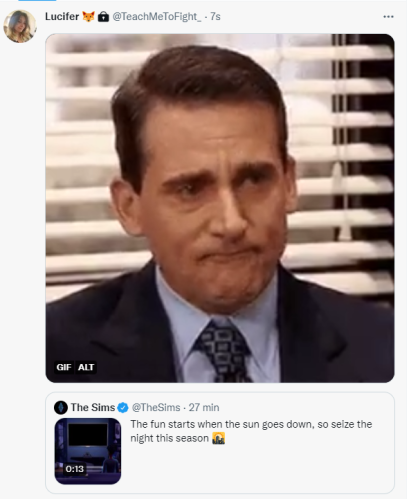 Lucifer 🦊 @TeachMeToFight_ · 7s
GIF ALT
The Sims @TheSims · 27 min
The fun starts when the sun goes down, so seize the
night this season
0:13